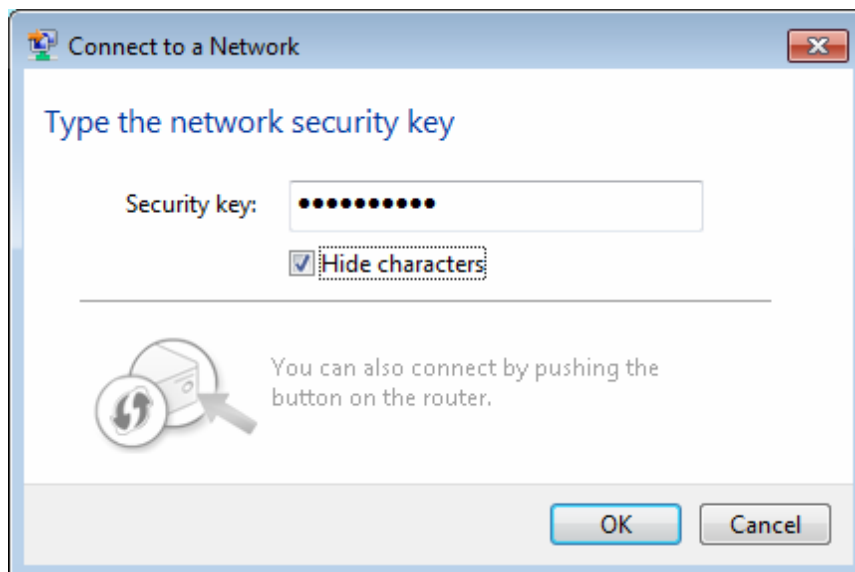 Connect to a Network
Type the network security key
Security key: ••••••••••
Hide characters
You can also connect by pushing the
button on the router.
OK Cancel